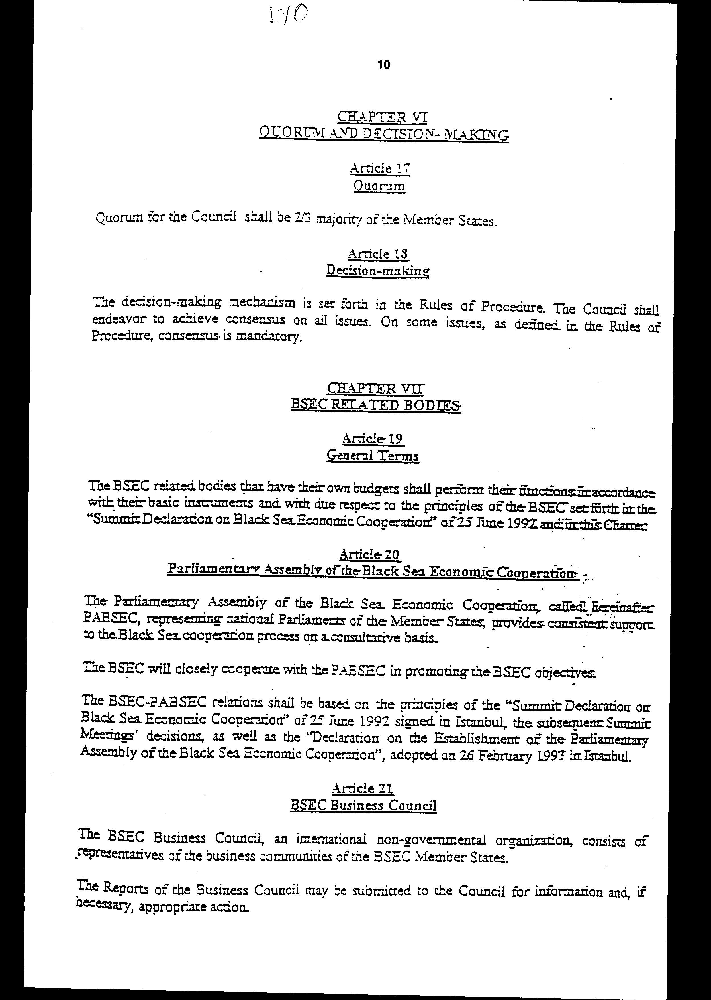 170
10
CHAPTER VI
QUORUM AND DECISION- MAKING
Article 17
Quorum
Quorum for the Council shall be 2/3 majority of the Member States.
Article 18
Decision-making
The decision-making mechanism is set forth in the Rules of Procedure. The Council shall
endeavor to achieve consensus on all issues. On some issues, as defined in the Rules of
Procedure, consensus is mandatory.
CHAPTER VII
BSEC RELATED BODIES
Article 19
General Terms
The BSEC related bodies that have their own budgets shall perform their functions in accordance
with their basic instruments and with due respect to the principles of the BSEC set forth in the
“Summit Declaration on Black Sea Economic Cooperation” of 25 June 1992 and in this Charter.
Article 20
Parliamentary Assembly of the Black Sea Economic Cooperation
The Parliamentary Assembly of the Black Sea Economic Cooperation, called hereinafter
PABSEC, representing national Parliaments of the Member States, provides consistent support
to the Black Sea cooperation process on a consultative basis.
The BSEC will closely cooperate with the PABSEC in promoting the BSEC objectives.
The BSEC-PABSEC relations shall be based on the principles of the “Summit Declaration on
Black Sea Economic Cooperation” of 25 June 1992 signed in Istanbul, the subsequent Summit
Meetings’ decisions, as well as the “Declaration on the Establishment of the Parliamentary
Assembly of the Black Sea Economic Cooperation”, adopted on 26 February 1993 in Istanbul.
Article 21
BSEC Business Council
The BSEC Business Council, an international non-governmental organization, consists of
representatives of the business communities of the BSEC Member States.
The Reports of the Business Council may be submitted to the Council for information and, if
necessary, appropriate action.